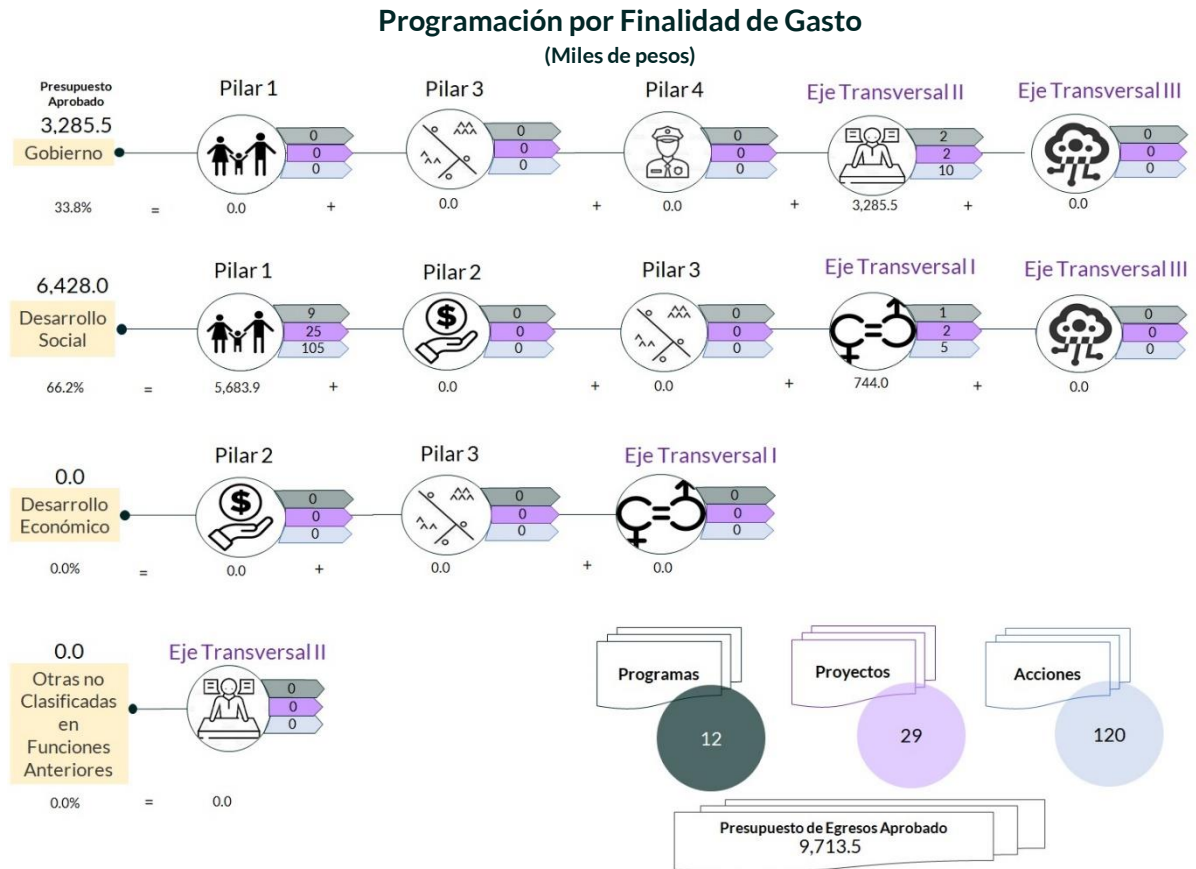 Programación por Finalidad de Gasto
(Miles de pesos)
Presupuesto
Aprobado
3,285.5
Gobierno
33.8%
=
Pilar 1
0
0
0
0.0
+
Pilar 3
0
0
0
0.0
+
Pilar 4
0
0
0
0.0
+
Eje Transversal II
2
2
10
3,285.5
+
Eje Transversal III
0
0
0
0.0
6,428.0
Desarrollo
Social
66.2%
=
Pilar 1
9
25
105
5,683.9
+
Pilar 2
$
0
0
0
0.0
+
Pilar 3
0
0
0
0.0
+
Eje Transversal I
1
2
5
744.0
+
Eje Transversal III
0
0
0
0.0
0.0
Desarrollo
Económico
0.0%
=
Pilar 2
$
0
0
0
0.0
+
Pilar 3
0
0
0
0.0
+
Eje Transversal I
0
0
0
0.0
0.0
Otras no
Clasificadas
en
Funciones
Anteriores
0.0%
=
Eje Transversal II
0
0
0
0.0
Programas
12
Proyectos
29
Acciones
120
Presupuesto de Egresos Aprobado
9,713.5